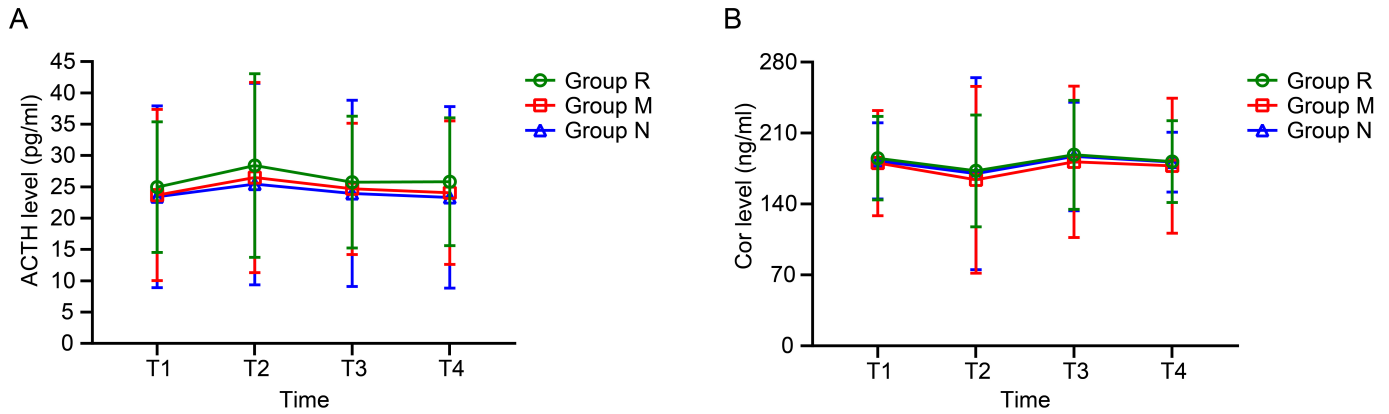 A
ACTH level (pg/ml)
45
40
35
30
25
20
15
10
5
0
T1 T2 T3 T4
Time
Group R
Group M
Group N
B
Cor level (ng/ml)
280
210
140
70
0
T1 T2 T3 T4
Time
Group R
Group M
Group N